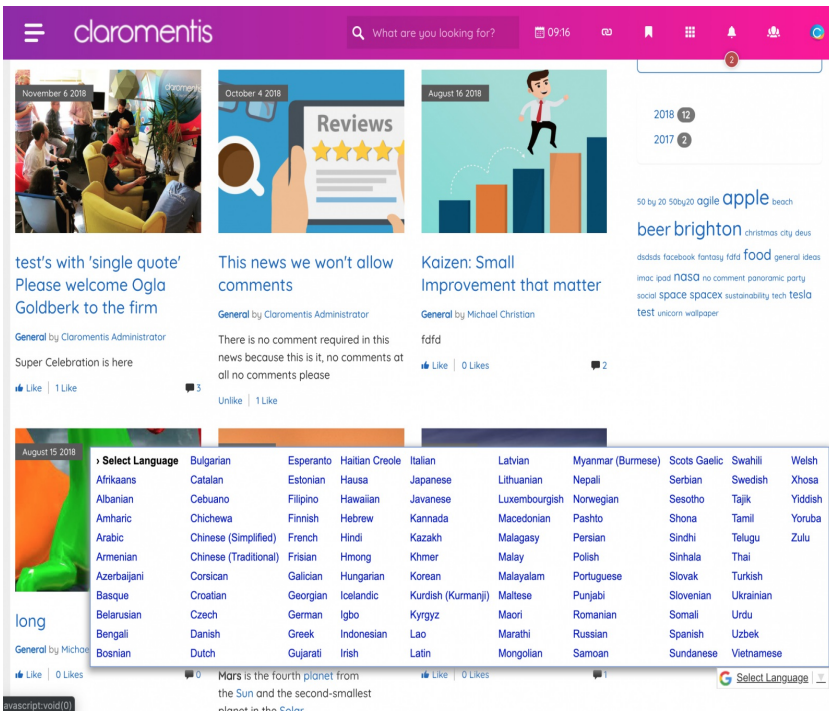 claromentis
What are you looking for?
09:16
2
November 6 2018
claromentis
test's with 'single quote'
Please welcome Ogla
Goldberk to the firm
General by Claromentis Administrator
Super Celebration is here
Like | 1 Like
3
October 4 2018
Reviews
This news we won't allow
comments
General by Claromentis Administrator
There is no comment required in this
news because this is it, no comments at
all no comments please
Unlike | 1 Like
August 16 2018
Kaizen: Small
Improvement that matter
General by Michael Christian
fdfd
Like | 0 Likes
2
2018 12
2017 2
50 by 20 50by20 agile apple beach
beer brighton christmas city deus
dsdsds facebook fantasy fdfd food general ideas
imac ipad nasa no comment panoramic party
social space spacex sustainability tech tesla
test unicorn wallpaper
August 15 2018
long
General by Michae
Like | 0 Likes
0
› Select Language Bulgarian Esperanto Haitian Creole Italian Latvian Myanmar (Burmese) Scots Gaelic Swahili Welsh
Afrikaans Catalan Estonian Hausa Japanese Lithuanian Nepali Serbian Swedish Xhosa
Albanian Cebuano Filipino Hawaiian Javanese Luxembourgish Norwegian Sesotho Tajik Yiddish
Amharic Chichewa Finnish Hebrew Kannada Macedonian Pashto Shona Tamil Yoruba
Arabic Chinese (Simplified) French Hindi Kazakh Malagasy Persian Sindhi Telugu Zulu
Armenian Chinese (Traditional) Frisian Hmong Khmer Malay Polish Sinhala Thai
Azerbaijani Corsican Galician Hungarian Korean Malayalam Portuguese Slovak Turkish
Basque Croatian Georgian Icelandic Kurdish (Kurmanji) Maltese Punjabi Slovenian Ukrainian
Belarusian Czech German Igbo Kyrgyz Maori Romanian Somali Urdu
Bengali Danish Greek Indonesian Lao Marathi Russian Spanish Uzbek
Bosnian Dutch Gujarati Irish Latin Mongolian Samoan Sundanese Vietnamese
Mars is the fourth planet from
the Sun and the second-smallest
planet in the Solar
Like | 0 Likes
1
G Select Language | ▼
avascript:void(0)